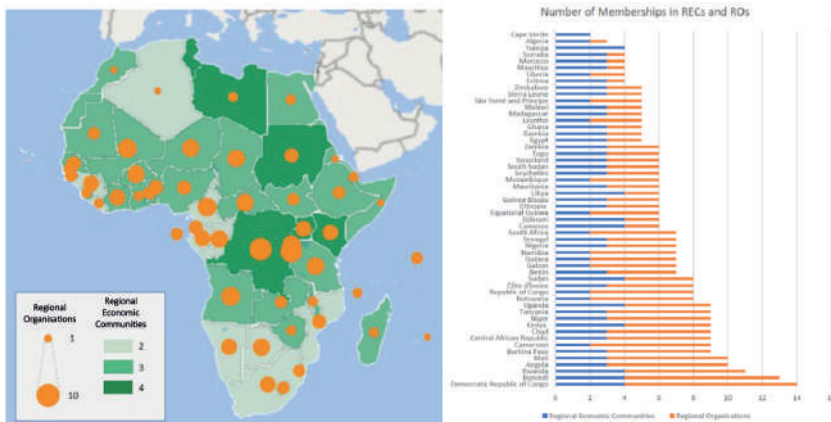 Regional
Organisations
1
10
Regional
Economic
Communities
2
3
4
Number of Memberships in RECs and ROs
Cape Verde
Algeria
Tunisia
Somalia
Morocco
Mauritius
Liberia
Eritrea
Zimbabwe
Sierra Leone
São Tomé and Principe
Malawi
Madagascar
Lesotho
Ghana
Gambia
Egypt
Zambia
Togo
Swaziland
South Sudan
Seychelles
Mozambique
Mauritania
Libya
Guinea-Bissau
Ethiopia
Equatorial Guinea
Djibouti
Comoros
South Africa
Senegal
Nigeria
Namibia
Guinea
Gabon
Benin
Sudan
Côte d'Ivoire
Republic of Congo
Botswana
Uganda
Tanzania
Niger
Kenya
Chad
Central African Republic
Cameroon
Burkina Faso
Mali
Angola
Rwanda
Burundi
Democratic Republic of Congo
0 2 4 6 8 10 12 14
Regional Economic Communities Regional Organisations